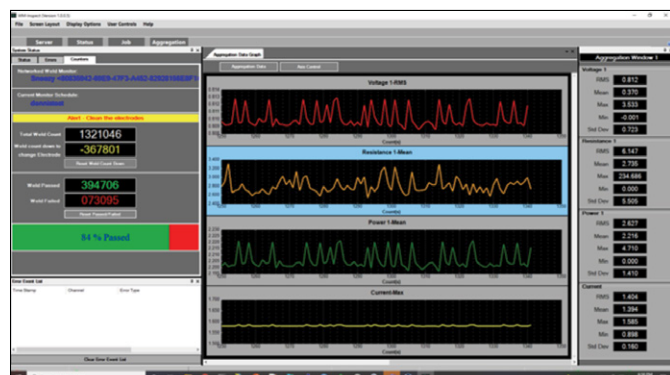 File Screen Layout Display Options User Controls Help
Server Status Job Aggregation
System Status
Status Errors Counters
Networked Weld Monitor:
Current Monitor Schedule:
Alert - Clean the electrodes
Total Weld Count 1321046
Weld count down to change Electrode -367801
Reset Weld Count Down
Weld Passed 394706
Weld Failed 073095
Reset Passed/Failed
84 % Passed
Error Event List
Time Stamp Channel Error Type
Clear Error Event List
Aggregation Data Graph
Aggregation Data Axis Control
Voltage 1-RMS
Count(s)
Resistance 1-Mean
Count(s)
Power 1-Mean
Count(s)
Current-Max
Count(s)
Aggregation Window 1
Voltage 1
RMS 0.812
Mean 0.370
Max 3.533
Min -0.001
Std Dev 0.723
Resistance 1
RMS 6.147
Mean 2.735
Max 234.686
Min 0.000
Std Dev 5.505
Power 1
RMS 2.627
Mean 2.216
Max 4.710
Min 0.000
Std Dev 1.410
Current
RMS 1.404
Mean 1.394
Max 1.585
Min 0.898
Std Dev 0.160